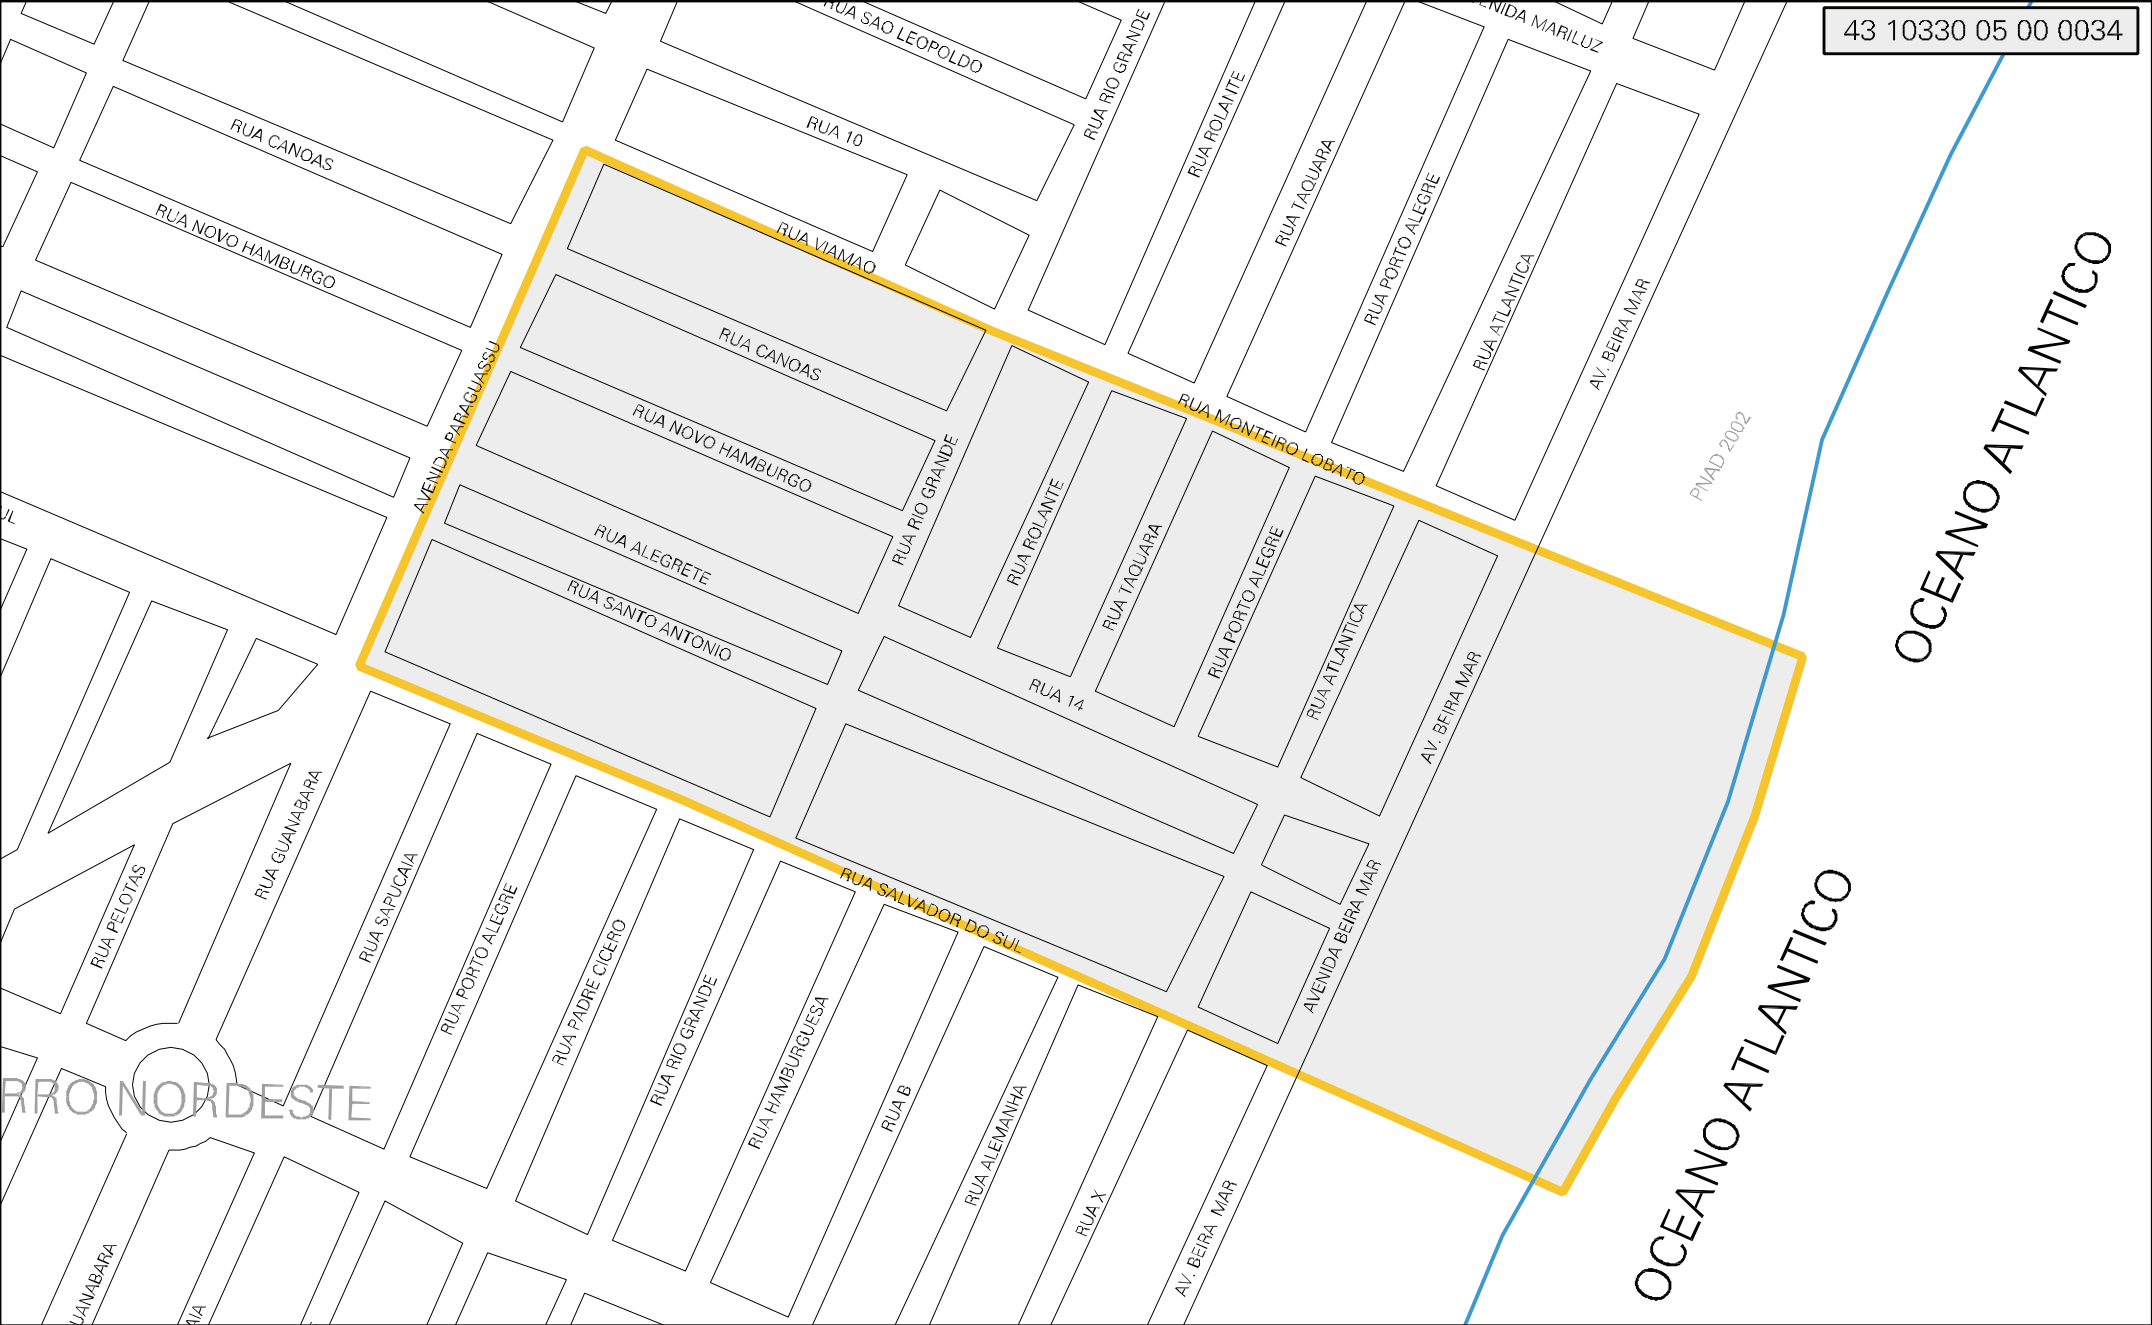 RUA SAO LEOPOLDO
RUA RIO GRANDE
ENIDA MARILUZ
43 10330 05 00 0034
RUA 10
RUA CANOAS
RUA ROLANTE
RUA TAQUARA
RUA PORTO ALEGRE
RUA NOVO HAMBURGO
RUA VIAMAO
RUA ATLANTICA
AV. BEIRA MAR
OCEANO ATLANTICO
AVENIDA PARAGUASSU
RUA CANOAS
RUA MONTEIRO LOBATO
PNAD 2002
RUA NOVO HAMBURGO
RUA RIO GRANDE
RUA ROLANTE
RUA TAQUARA
RUA PORTO ALEGRE
RUA ATLANTICA
AV. BEIRA MAR
UL
RUA ALEGRETE
RUA SANTO ANTONIO
RUA 14
RUA GUANABARA
RUA PELOTAS
RUA SAPUCAIA
RUA PORTO ALEGRE
RUA PADRE CICERO
RUA RIO GRANDE
RUA SALVADOR DO SUL
AVENIDA BEIRA MAR
OCEANO ATLANTICO
RUA HAMBURGUESA
RUA B
RUA ALEMANHA
RUA X
AV. BEIRA MAR
RRO NORDESTE
UANABARA
AIA